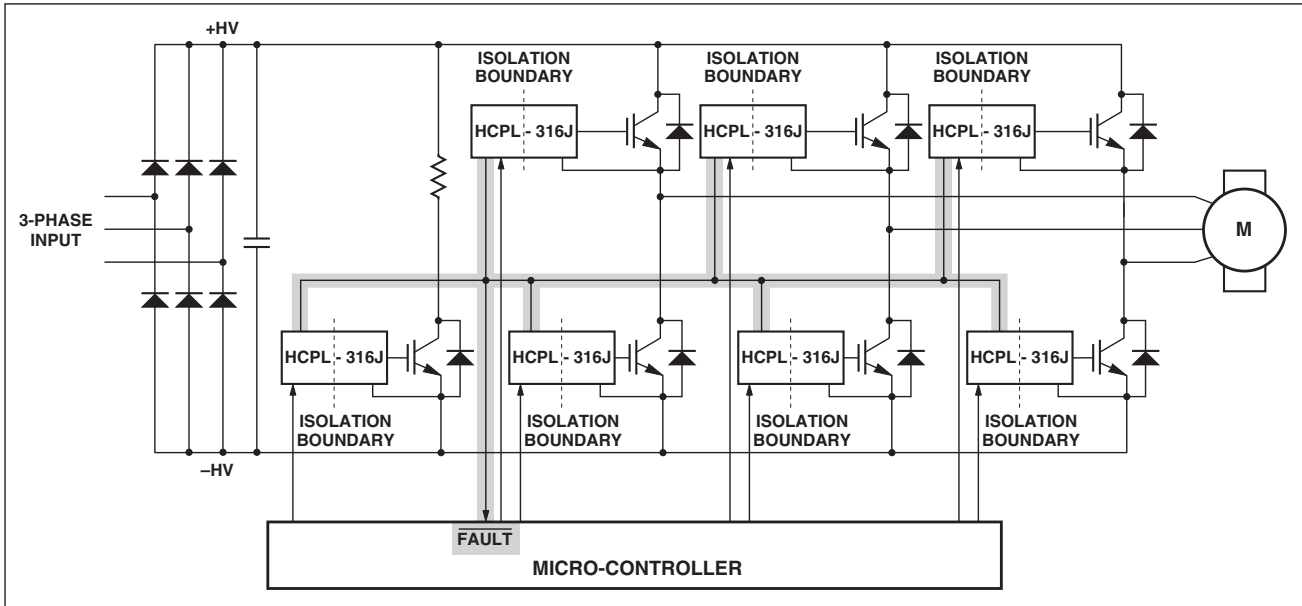 +HV
ISOLATION
BOUNDARY
ISOLATION
BOUNDARY
ISOLATION
BOUNDARY
HCPL - 316J
HCPL - 316J
HCPL - 316J
3-PHASE
INPUT
M
HCPL - 316J
HCPL - 316J
HCPL - 316J
HCPL - 316J
ISOLATION
BOUNDARY
ISOLATION
BOUNDARY
ISOLATION
BOUNDARY
ISOLATION
BOUNDARY
–HV
FAULT
MICRO-CONTROLLER